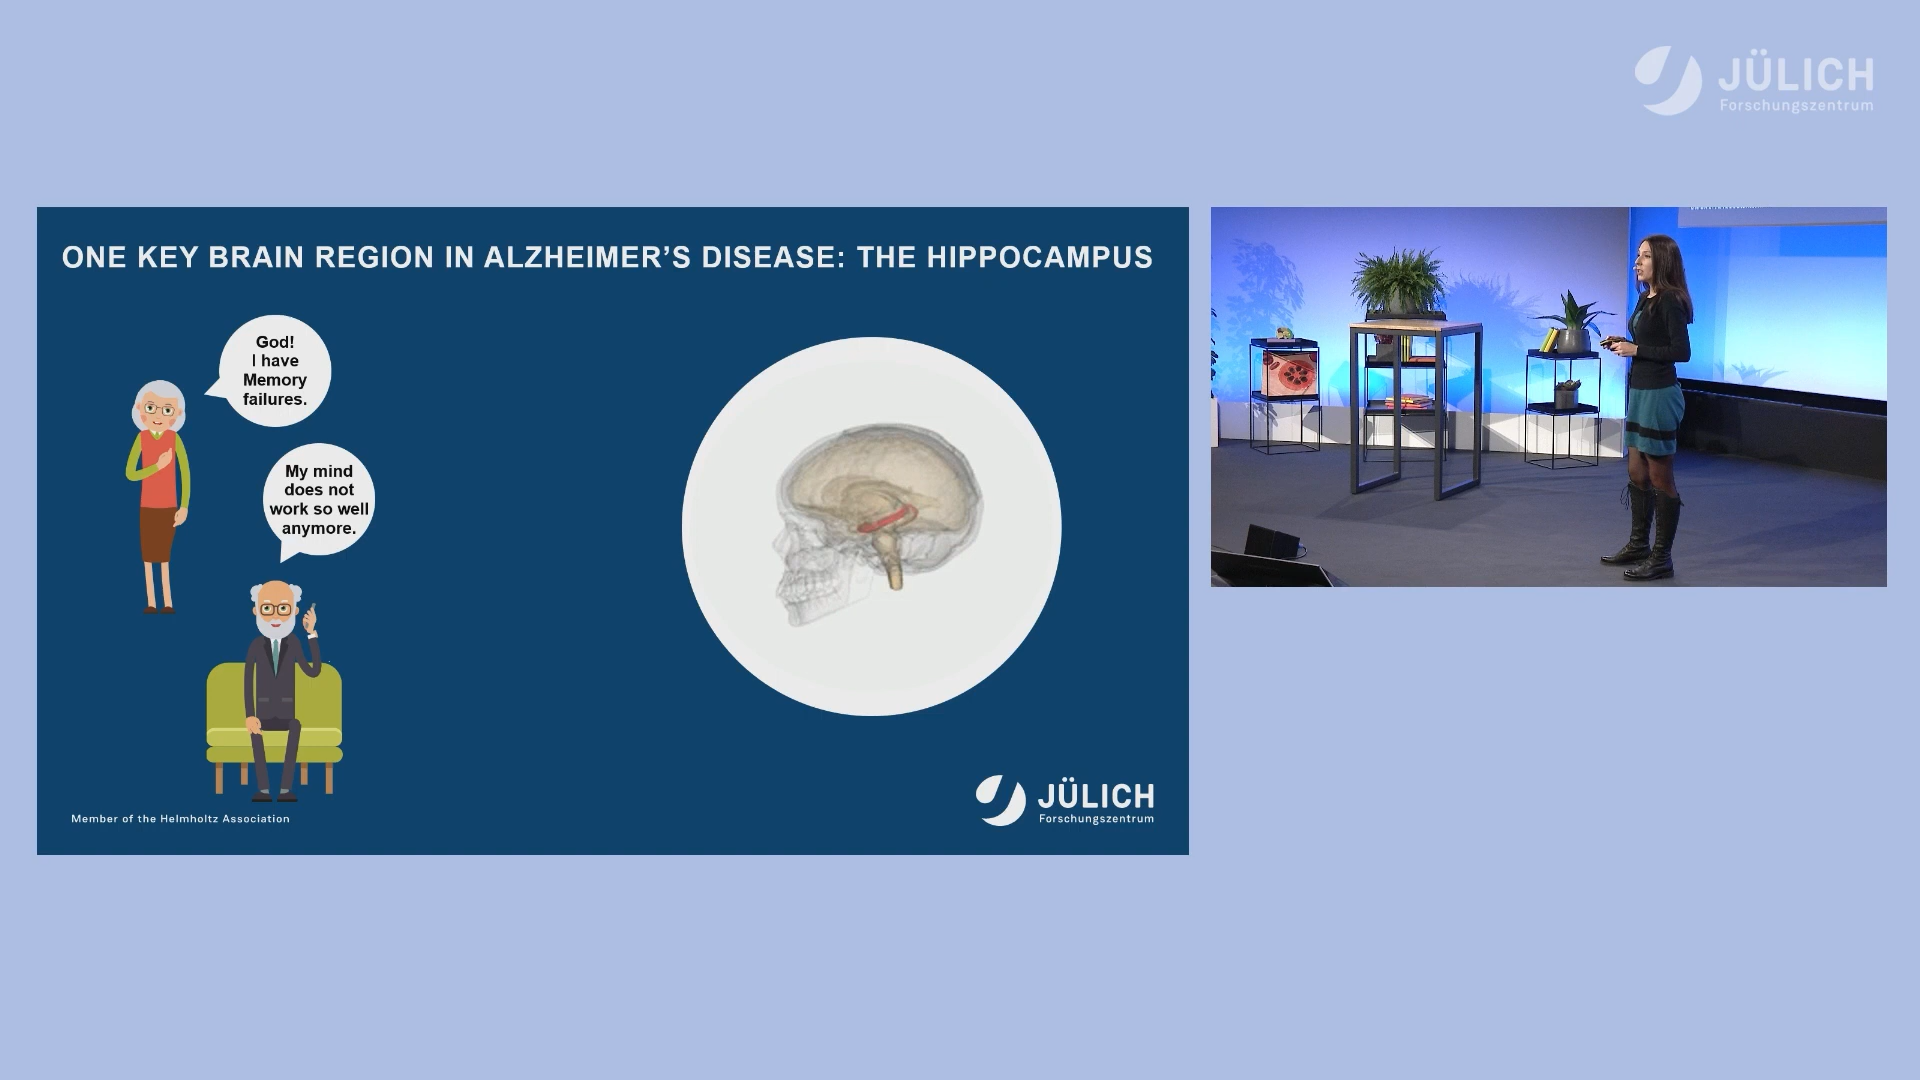 JÜLICH
Forschungszentrum
ONE KEY BRAIN REGION IN ALZHEIMER’S DISEASE: THE HIPPOCAMPUS
God!
I have
Memory
failures.
My mind
does not
work so well
anymore.
Member of the Helmholtz Association
JÜLICH
Forschungszentrum